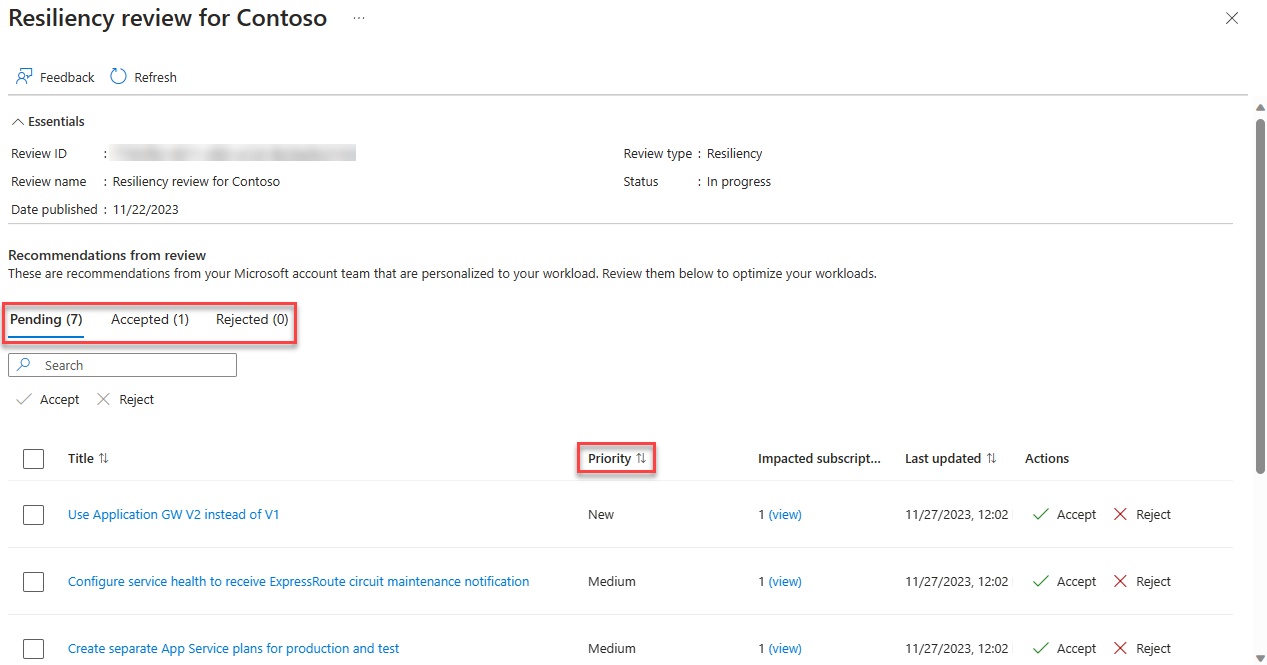 Resiliency review for Contoso ...
Feedback Refresh
Essentials
Review ID : Review type : Resiliency
Review name : Resiliency review for Contoso Status : In progress
Date published : 11/22/2023
Recommendations from review
These are recommendations from your Microsoft account team that are personalized to your workload. Review them below to optimize your workloads.
Pending (7) Accepted (1) Rejected (0)
Search
Accept Reject
Title Priority Impacted subscript... Last updated Actions
Use Application GW V2 instead of V1 New 1 (view) 11/27/2023, 12:02 Accept Reject
Configure service health to receive ExpressRoute circuit maintenance notification Medium 1 (view) 11/27/2023, 12:02 Accept Reject
Create separate App Service plans for production and test Medium 1 (view) 11/27/2023, 12:02 Accept Reject